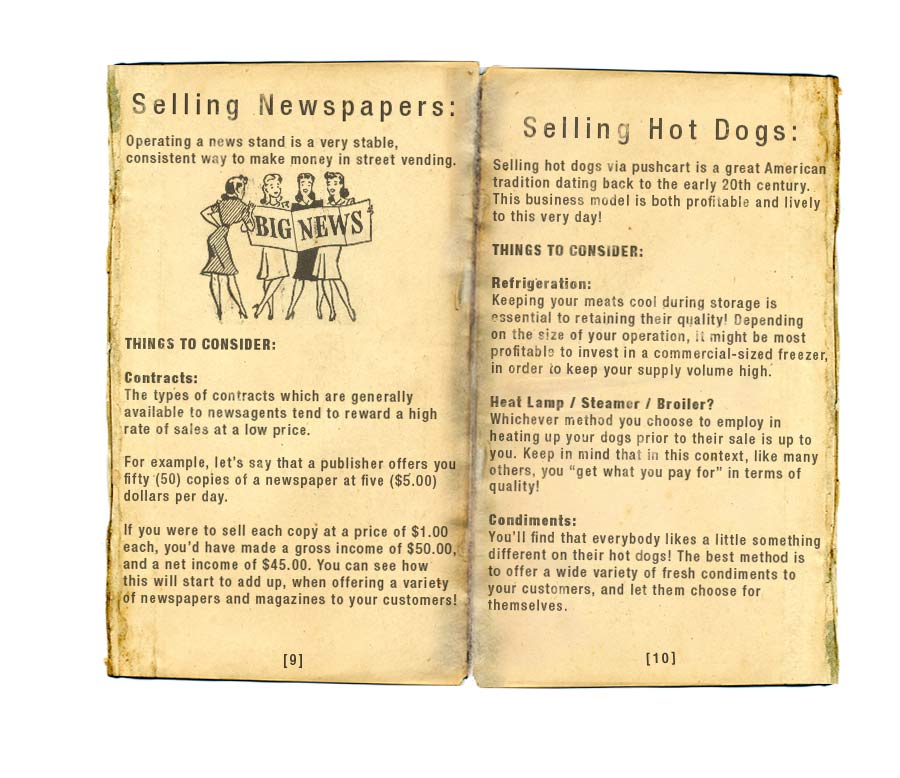 Selling Newspapers:
Operating a news stand is a very stable,
consistent way to make money in street vending.
BIG NEWS
THINGS TO CONSIDER:
Contracts:
The types of contracts which are generally
available to newsagents tend to reward a high
rate of sales at a low price.
For example, let's say that a publisher offers you
fifty (50) copies of a newspaper at five ($5.00)
dollars per day.
If you were to sell each copy at a price of $1.00
each, you'd have made a gross income of $50.00,
and a net income of $45.00. You can see how
this will start to add up, when offering a variety
of newspapers and magazines to your customers!
[9]
Selling Hot Dogs:
Selling hot dogs via pushcart is a great American
tradition dating back to the early 20th century.
This business model is both profitable and lively
to this very day!
THINGS TO CONSIDER:
Refrigeration:
Keeping your meats cool during storage is
essential to retaining their quality! Depending
on the size of your operation, it might be most
profitable to invest in a commercial-sized freezer,
in order to keep your supply volume high.
Heat Lamp / Steamer / Broiler?
Whichever method you choose to employ in
heating up your dogs prior to their sale is up to
you. Keep in mind that in this context, like many
others, you “get what you pay for” in terms of
quality!
Condiments:
You'll find that everybody likes a little something
different on their hot dogs! The best method is
to offer a wide variety of fresh condiments to
your customers, and let them choose for
themselves.
[10]